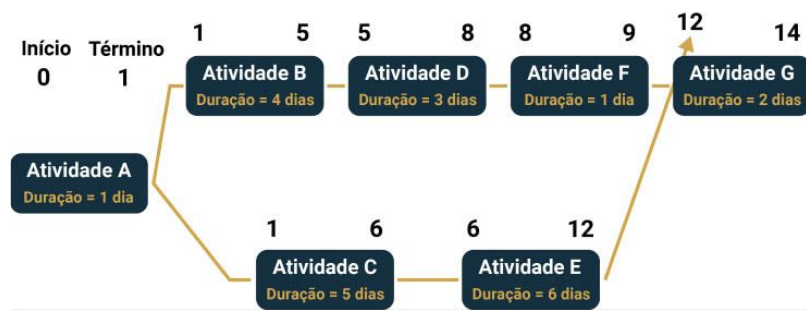 Início Término
0 1
1 5 5 8 8 9 12 14
Atividade B
Duração = 4 dias
Atividade D
Duração = 3 dias
Atividade F
Duração = 1 dia
Atividade G
Duração = 2 dias
Atividade A
Duração = 1 dia
1 6 6 12
Atividade C
Duração = 5 dias
Atividade E
Duração = 6 dias